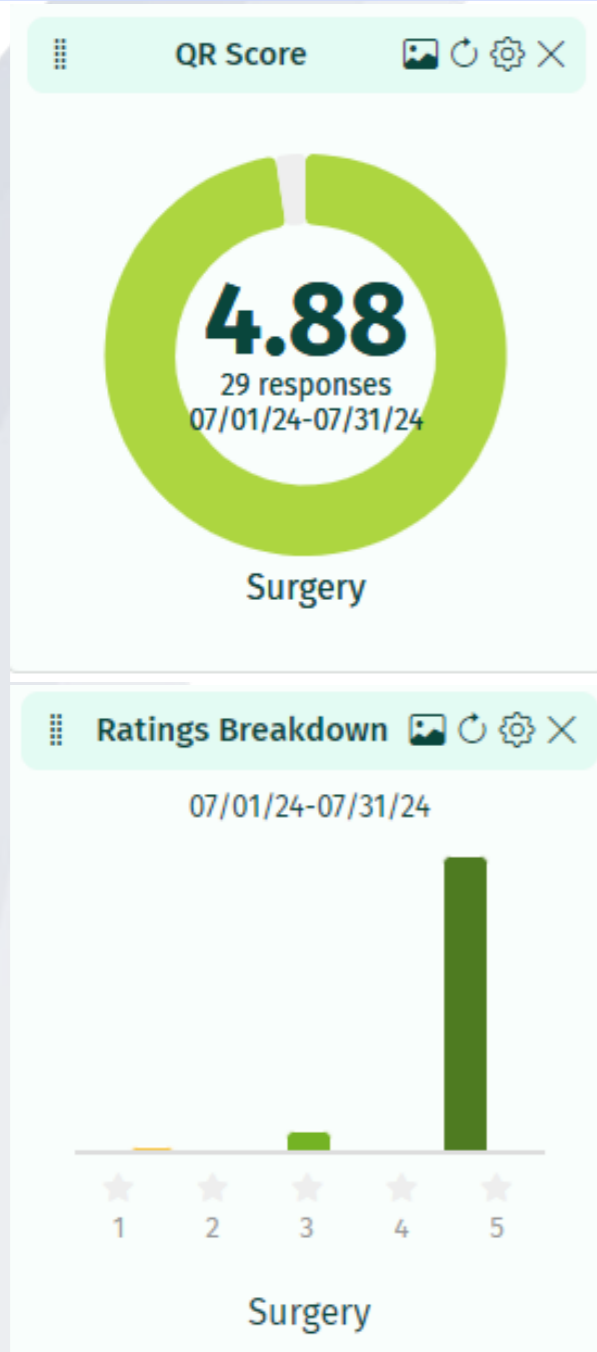 QR Score
4.88
29 responses
07/01/24-07/31/24
Surgery
Ratings Breakdown
07/01/24-07/31/24
1 2 3 4 5
Surgery